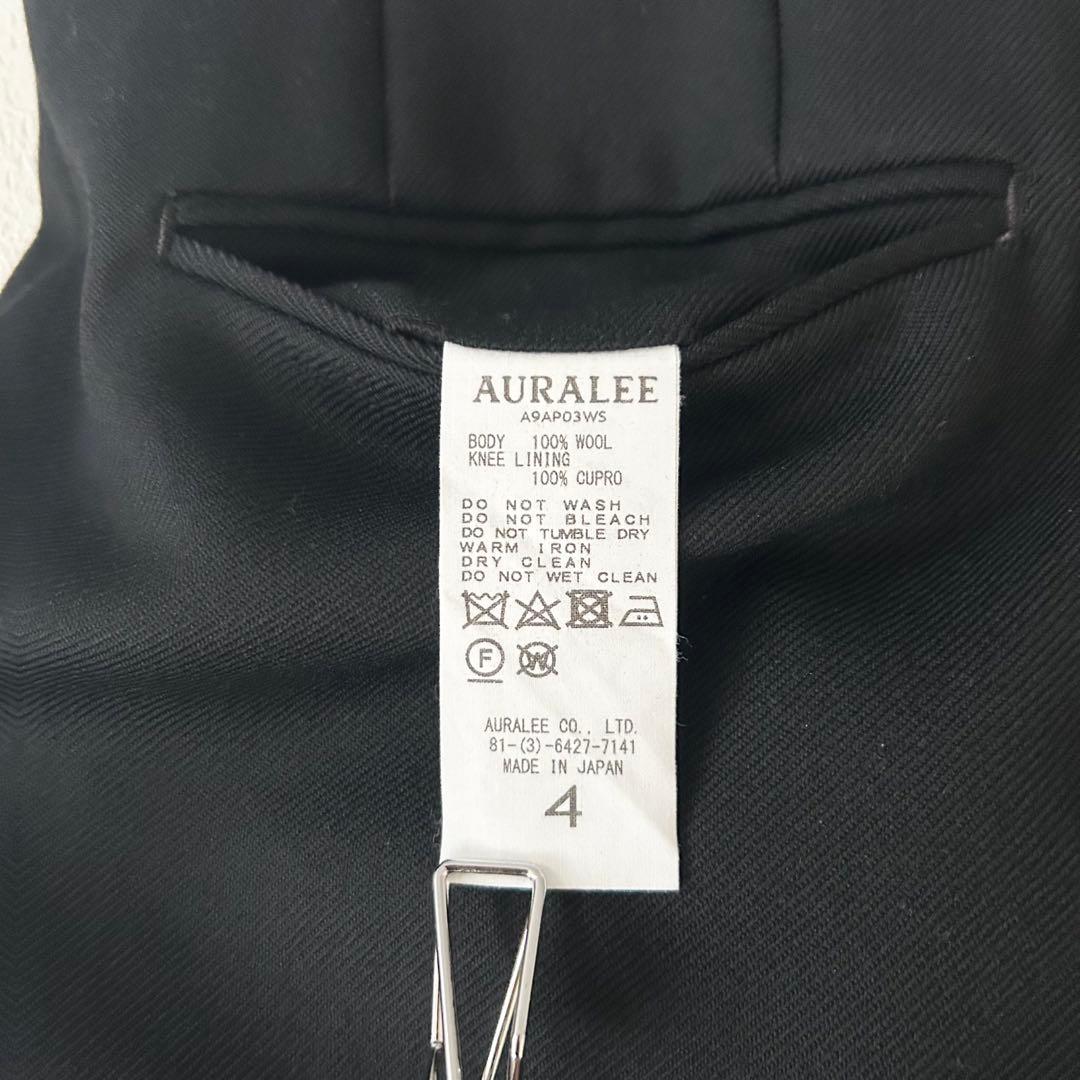 AURALEE
A9AP03WS
BODY 100% WOOL
KNEE LINING
100% CUPRO
DO NOT WASH
DO NOT BLEACH
DO NOT TUMBLE DRY
WARM IRON
DRY CLEAN
DO NOT WET CLEAN
F W
AURALEE CO., LTD.
81-(3)-6427-7141
MADE IN JAPAN
4